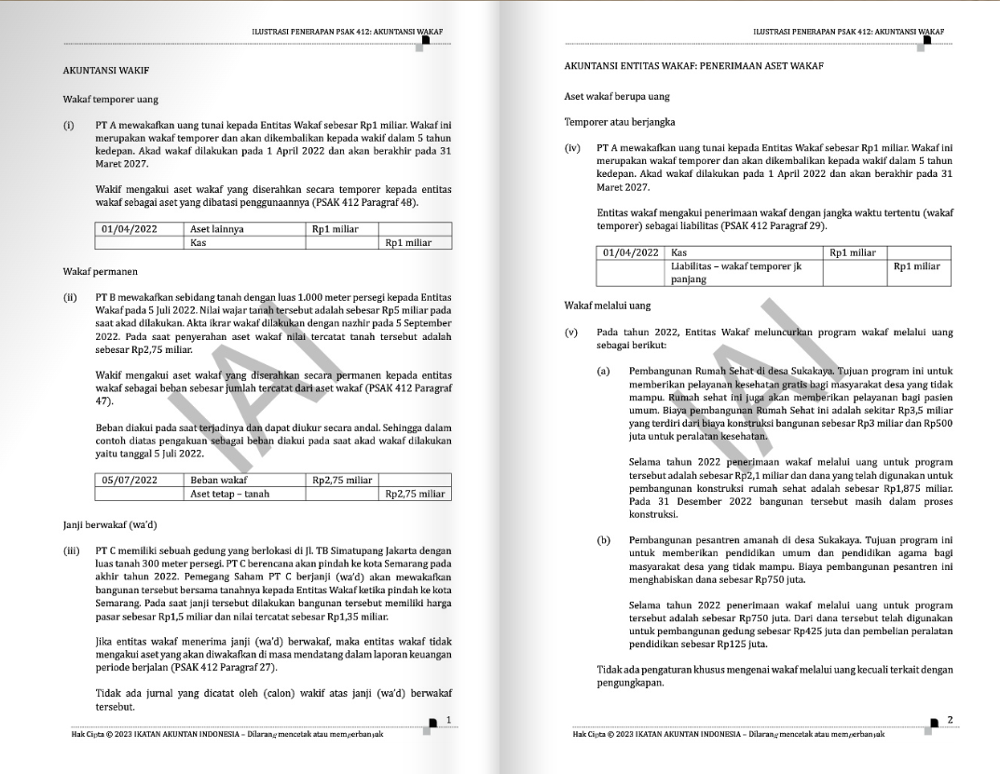 ILUSTRASI PENERAPAN PSAK 412: AKUNTANSI WAKAF
AKUNTANSI WAKIF
Wakaf temporer uang
(i) PT A mewakafkan uang tunai kepada Entitas Wakaf sebesar Rp1 miliar. Wakaf ini
merupakan wakaf temporer dan akan dikembalikan kepada wakif dalam 5 tahun
kedepan. Akad wakaf dilakukan pada 1 April 2022 dan akan berakhir pada 31
Maret 2027.
Wakif mengakui aset wakaf yang diserahkan secara temporer kepada entitas
wakaf sebagai aset yang dibatasi penggunaannya (PSAK 412 Paragraf 48).
01/04/2022 Aset lainnya Rp1 miliar
Kas Rp1 miliar
Wakaf permanen
(ii) PT B mewakafkan sebidang tanah dengan luas 1.000 meter persegi kepada Entitas
Wakaf pada 5 Juli 2022. Nilai wajar tanah tersebut adalah sebesar Rp5 miliar pada
saat akad dilakukan. Akta ikrar wakaf dilakukan dengan nazhir pada 5 September
2022. Pada saat penyerahan aset wakaf nilai tercatat tanah tersebut adalah
sebesar Rp2,75 miliar.
Wakif mengakui aset wakaf yang diserahkan secara permanen kepada entitas
wakaf sebagai beban sebesar jumlah tercatat dari aset wakaf (PSAK 412 Paragraf
47).
Beban diakui pada saat terjadinya dan dapat diukur secara andal. Sehingga dalam
contoh diatas pengakuan sebagai beban diakui pada saat akad wakaf dilakukan
yaitu tanggal 5 Juli 2022.
05/07/2022 Beban wakaf Rp2,75 miliar
Aset tetap – tanah Rp2,75 miliar
Janji berwakaf (wa'd)
(iii) PT C memiliki sebuah gedung yang berlokasi di Jl. TB Simatupang Jakarta dengan
luas tanah 300 meter persegi. PT C berencana akan pindah ke kota Semarang pada
akhir tahun 2022. Pemegang Saham PT C berjanji (wa'd) akan mewakafkan
bangunan tersebut bersama tanahnya kepada Entitas Wakaf ketika pindah ke kota
Semarang. Pada saat janji tersebut dilakukan bangunan tersebut memiliki harga
pasar sebesar Rp1,5 miliar dan nilai tercatat sebesar Rp1,35 miliar.
Jika entitas wakaf menerima janji (wa'd) berwakaf, maka entitas wakaf tidak
mengakui aset yang akan diwakafkan di masa mendatang dalam laporan keuangan
periode berjalan (PSAK 412 Paragraf 27).
Tidak ada jurnal yang dicatat oleh (calon) wakif atas janji (wa'd) berwakaf
tersebut.
1
Hak Cipta © 2023 IKATAN AKUNTAN INDONESIA – Dilarang mencetak atau memperbanyak
IAI
ILUSTRASI PENERAPAN PSAK 412: AKUNTANSI WAKAF
AKUNTANSI ENTITAS WAKAF: PENERIMAAN ASET WAKAF
Aset wakaf berupa uang
Temporer atau berjangka
(iv) PT A mewakafkan uang tunai kepada Entitas Wakaf sebesar Rp1 miliar. Wakaf ini
merupakan wakaf temporer dan akan dikembalikan kepada wakif dalam 5 tahun
kedepan. Akad wakaf dilakukan pada 1 April 2022 dan akan berakhir pada 31
Maret 2027.
Entitas wakaf mengakui penerimaan wakaf dengan jangka waktu tertentu (wakaf
temporer) sebagai liabilitas (PSAK 412 Paragraf 29).
01/04/2022 Kas Rp1 miliar
Liabilitas – wakaf temporer jk Rp1 miliar
panjang
Wakaf melalui uang
(v) Pada tahun 2022, Entitas Wakaf meluncurkan program wakaf melalui uang
sebagai berikut:
(a) Pembangunan Rumah Sehat di desa Sukakaya. Tujuan program ini untuk
memberikan pelayanan kesehatan gratis bagi masyarakat desa yang tidak
mampu. Rumah sehat ini juga akan memberikan pelayanan bagi pasien
umum. Biaya pembangunan Rumah Sehat ini adalah sekitar Rp3,5 miliar
yang terdiri dari biaya konstruksi bangunan sebesar Rp3 miliar dan Rp500
juta untuk peralatan kesehatan.
Selama tahun 2022 penerimaan wakaf melalui uang untuk program
tersebut adalah sebesar Rp2,1 miliar dan dana yang telah digunakan untuk
pembangunan konstruksi rumah sehat adalah sebesar Rp1,875 miliar.
Pada 31 Desember 2022 bangunan tersebut masih dalam proses
konstruksi.
(b) Pembangunan pesantren amanah di desa Sukakaya. Tujuan program ini
untuk memberikan pendidikan umum dan pendidikan agama bagi
masyarakat desa yang tidak mampu. Biaya pembangunan pesantren ini
menghabiskan dana sebesar Rp750 juta.
Selama tahun 2022 penerimaan wakaf melalui uang untuk program
tersebut adalah sebesar Rp750 juta. Dari dana tersebut telah digunakan
untuk pembangunan gedung sebesar Rp425 juta dan pembelian peralatan
pendidikan sebesar Rp125 juta.
Tidak ada pengaturan khusus mengenai wakaf melalui uang kecuali terkait dengan
pengungkapan.
2
Hak Cipta © 2023 IKATAN AKUNTAN INDONESIA – Dilarang mencetak atau memperbanyak
IAI